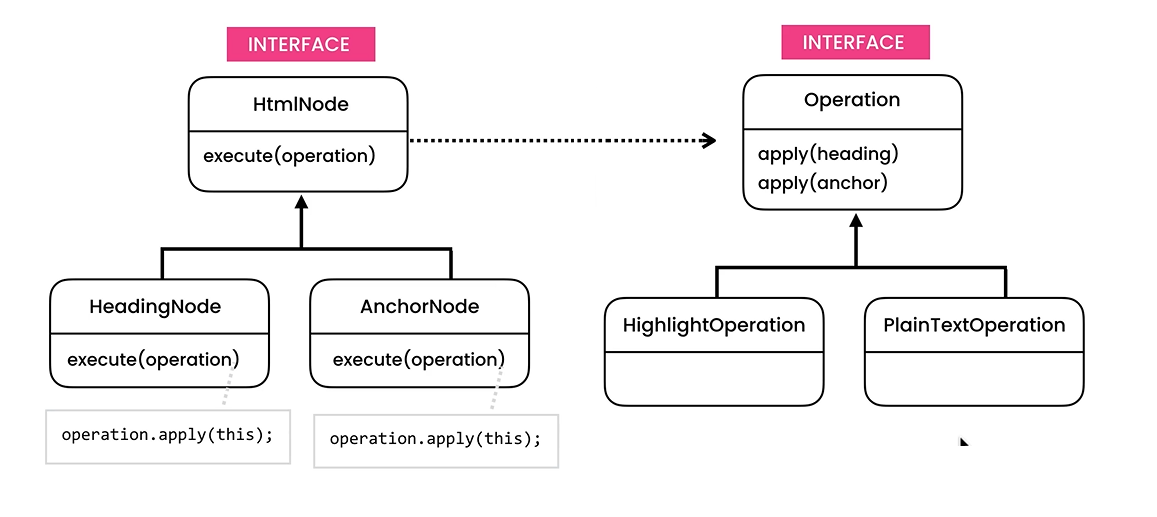 INTERFACE
HtmlNode
execute(operation)
INTERFACE
Operation
apply(heading)
apply(anchor)
HeadingNode
execute(operation)
operation.apply(this);
AnchorNode
execute(operation)
operation.apply(this);
HighlightOperation
PlainTextOperation